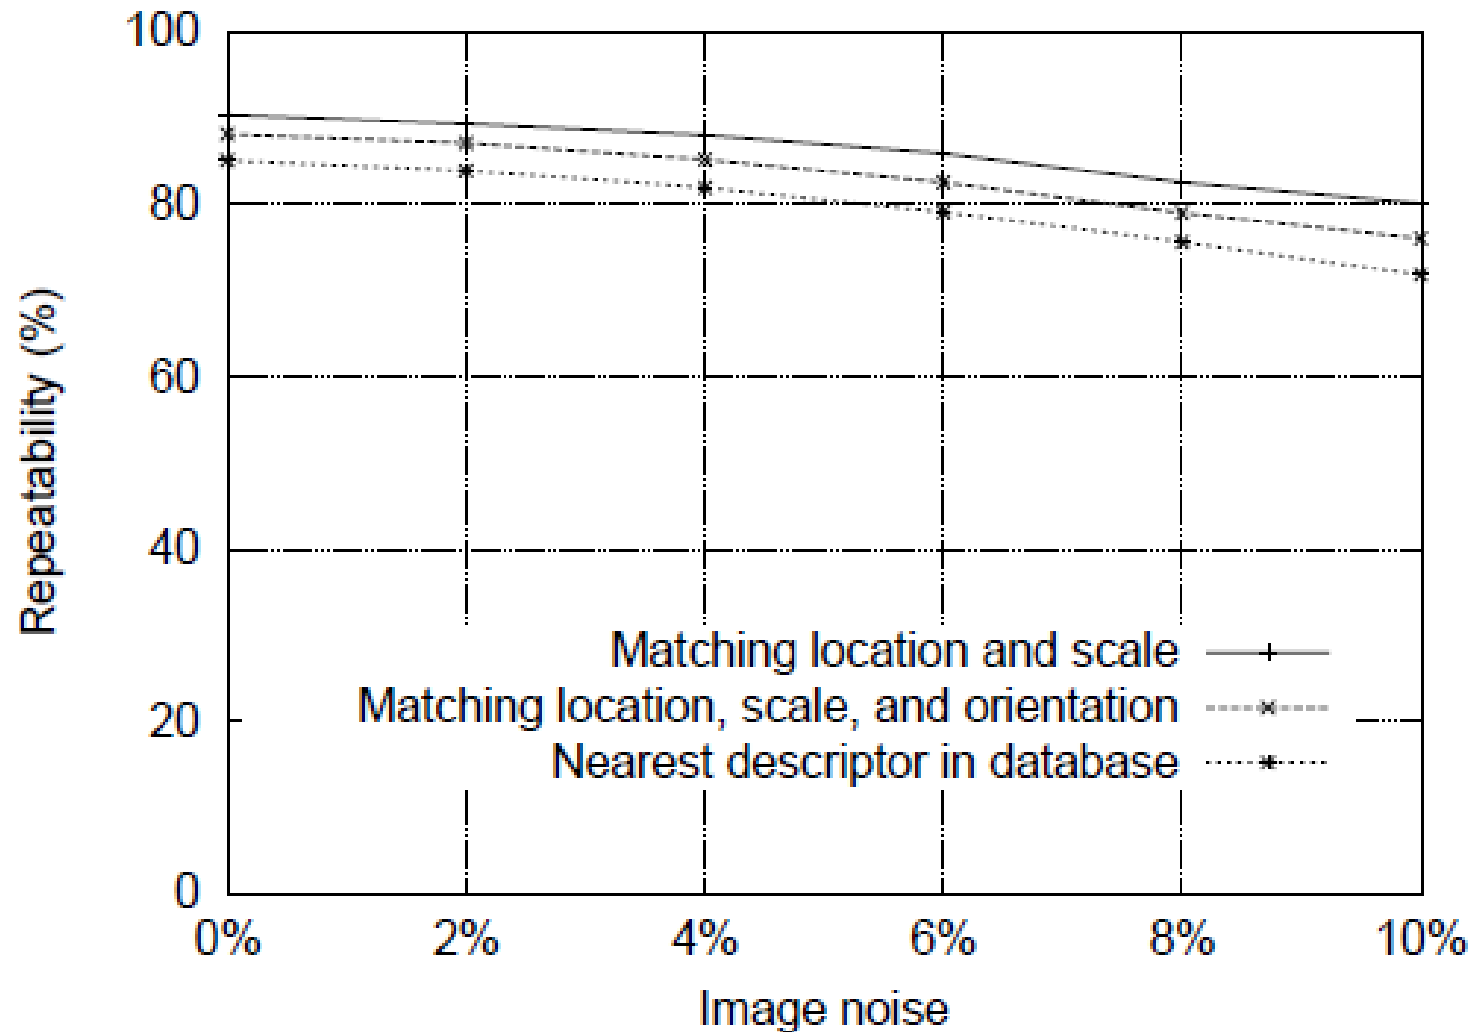 100
80
60
40
20
0
Repeatability (%)
Matching location and scale
Matching location, scale, and orientation
Nearest descriptor in database
0% 2% 4% 6% 8% 10%
Image noise